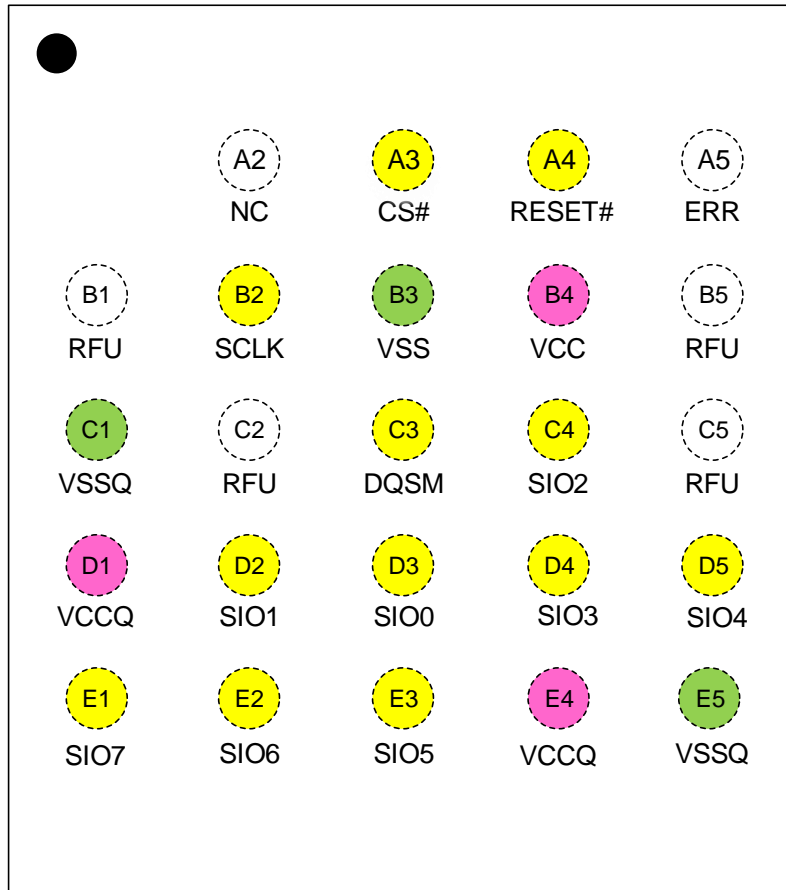 A2 A3 A4 A5
NC CS# RESET# ERR
B1 B2 B3 B4 B5
RFU SCLK VSS VCC RFU
C1 C2 C3 C4 C5
VSSQ RFU DQSM SIO2 RFU
D1 D2 D3 D4 D5
VCCQ SIO1 SIO0 SIO3 SIO4
E1 E2 E3 E4 E5
SIO7 SIO6 SIO5 VCCQ VSSQ